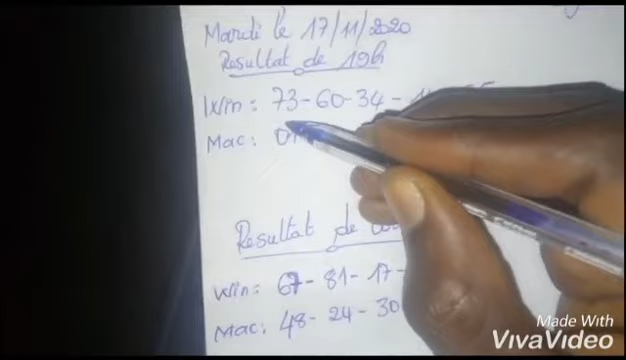 Mardi le 17/11/2020
Resultat de 19h
Win: 73-60-34-
Mac:
Resultat de
Win: 67-81-17-
Mac: 48-24-30
Made With
VivaVideo